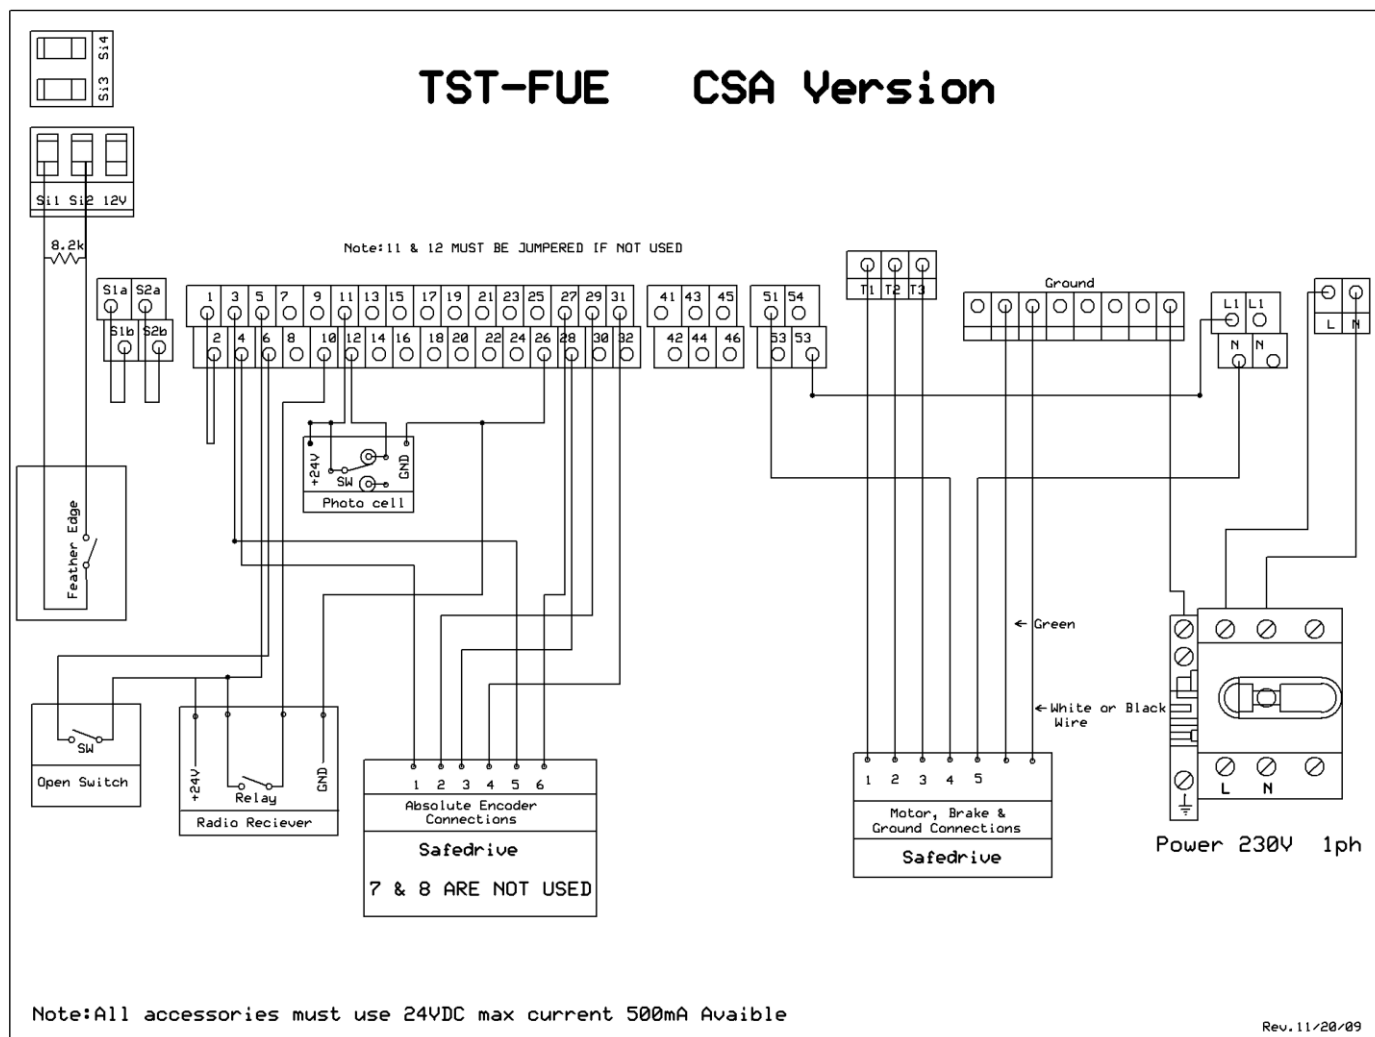 TST-FUE CSA Version
Si4
Si3
Si1 Si2 12V
8.2k
Note:11 & 12 MUST BE JUMPERED IF NOT USED
S1a S2a
S1b S2b
1 3 5 7 9 11 13 15 17 19 21 23 25 27 29 31
2 4 6 8 10 12 14 16 18 20 22 24 26 28 30 32
41 43 45
42 44 46
51 54
53 53
T1 T2 T3
Ground
L1 L1
N N
L N
+24V
SW
GND
Photo cell
Feather Edge
← Green
← White or Black
Wire
SW
Open Switch
+24V
Relay
GND
Radio Reciever
1 2 3 4 5 6
Absolute Encoder
Connections
Safedrive
7 & 8 ARE NOT USED
1 2 3 4 5
Motor, Brake &
Ground Connections
Safedrive
L N
Power 230V 1ph
Note:All accessories must use 24VDC max current 500mA Avaible
Rev.11/20/09